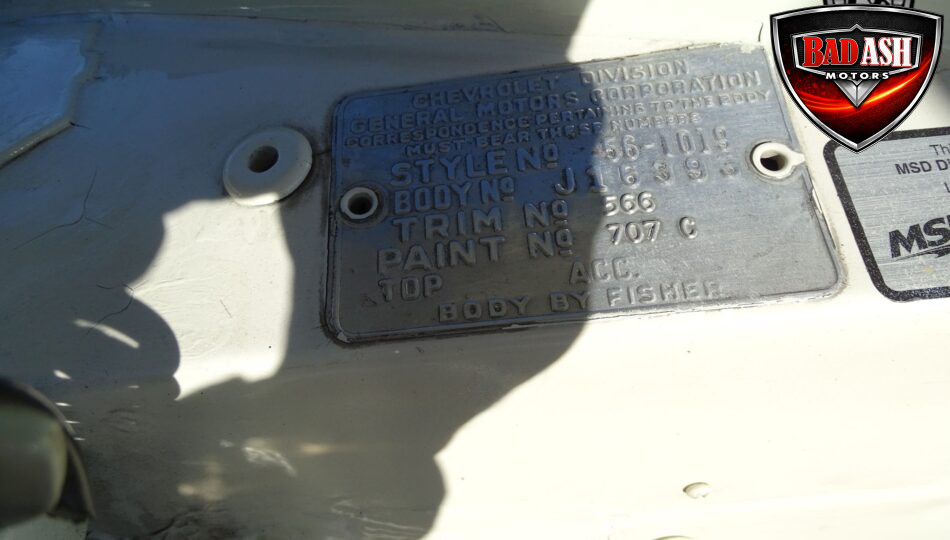 BAD ASH
MOTORS
CHEVROLET DIVISION
GENERAL MOTORS CORPORATION
CORRESPONDENCE PERTAINING TO THE BODY
MUST BEAR THESE NUMBERS
STYLE Nº 56-1019
BODY Nº
TRIM Nº 566
PAINT Nº 707 C
TOP ACC.
BODY BY FISHER
MSD